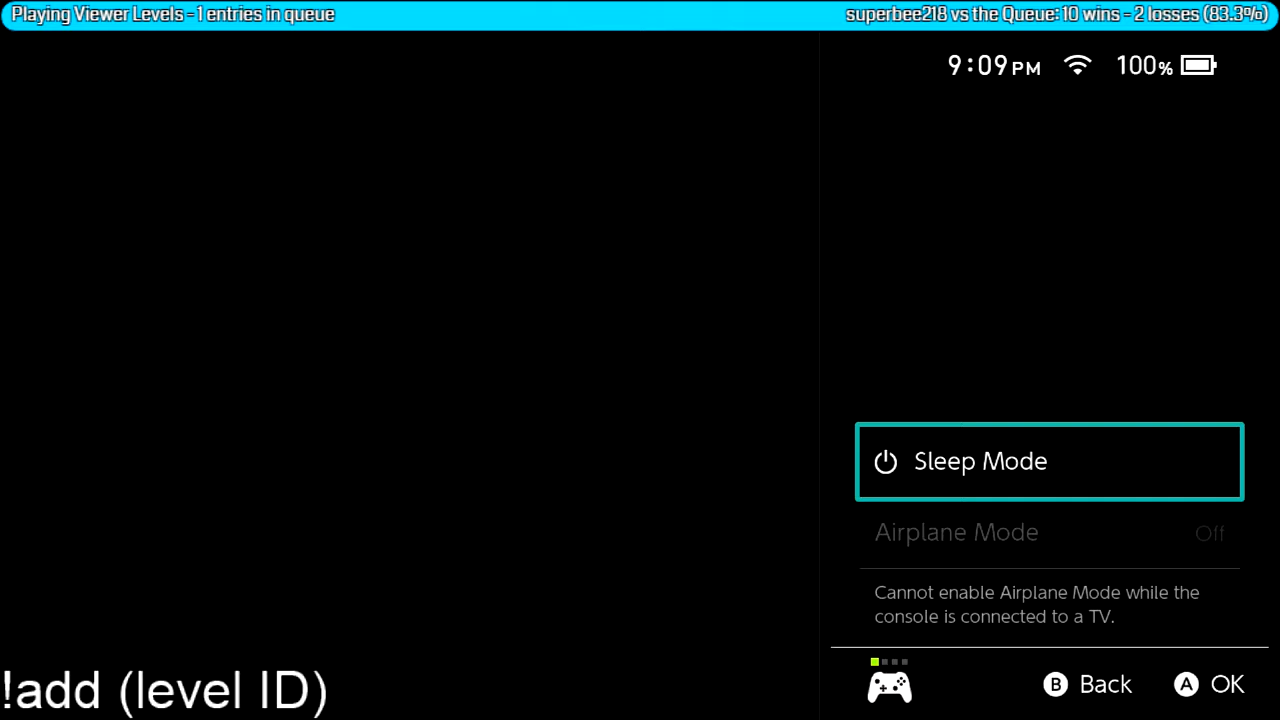 Playing Viewer Levels - 1 entries in queue
superbee218 vs the Queue: 10 wins - 2 losses (83.3%)
9:09 PM 100%
Sleep Mode
Airplane Mode Off
Cannot enable Airplane Mode while the
console is connected to a TV.
!add (level ID)
B Back A OK